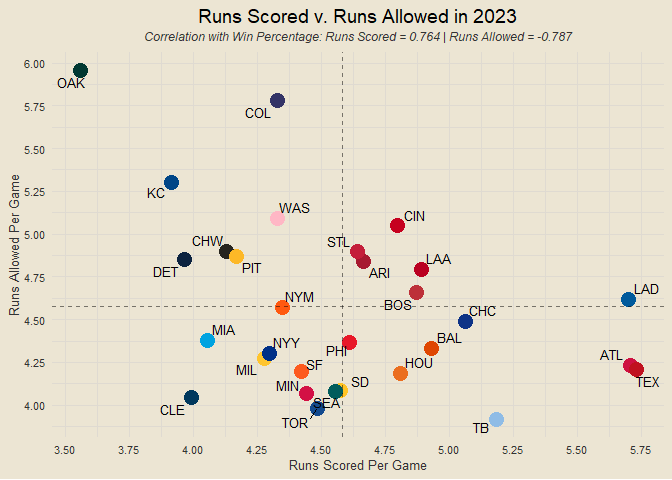 Runs Scored v. Runs Allowed in 2023
Correlation with Win Percentage: Runs Scored = 0.764 | Runs Allowed = -0.787
6.00
OAK
5.75
COL
5.50
5.25
KC
WAS
CIN
5.00
CHW
STL
LAA
PIT
ARI
DET
4.75
LAD
NYM
BOS
CHC
4.50
MIA
BAL
NYY
PHI
4.25
MIL
SF
HOU
ATL
MIN
SD
TEX
4.00
CLE
SEA
TOR
TB
Runs Allowed Per Game
3.50
3.75
4.00
4.25
4.50
4.75
5.00
5.25
5.50
5.75
Runs Scored Per Game